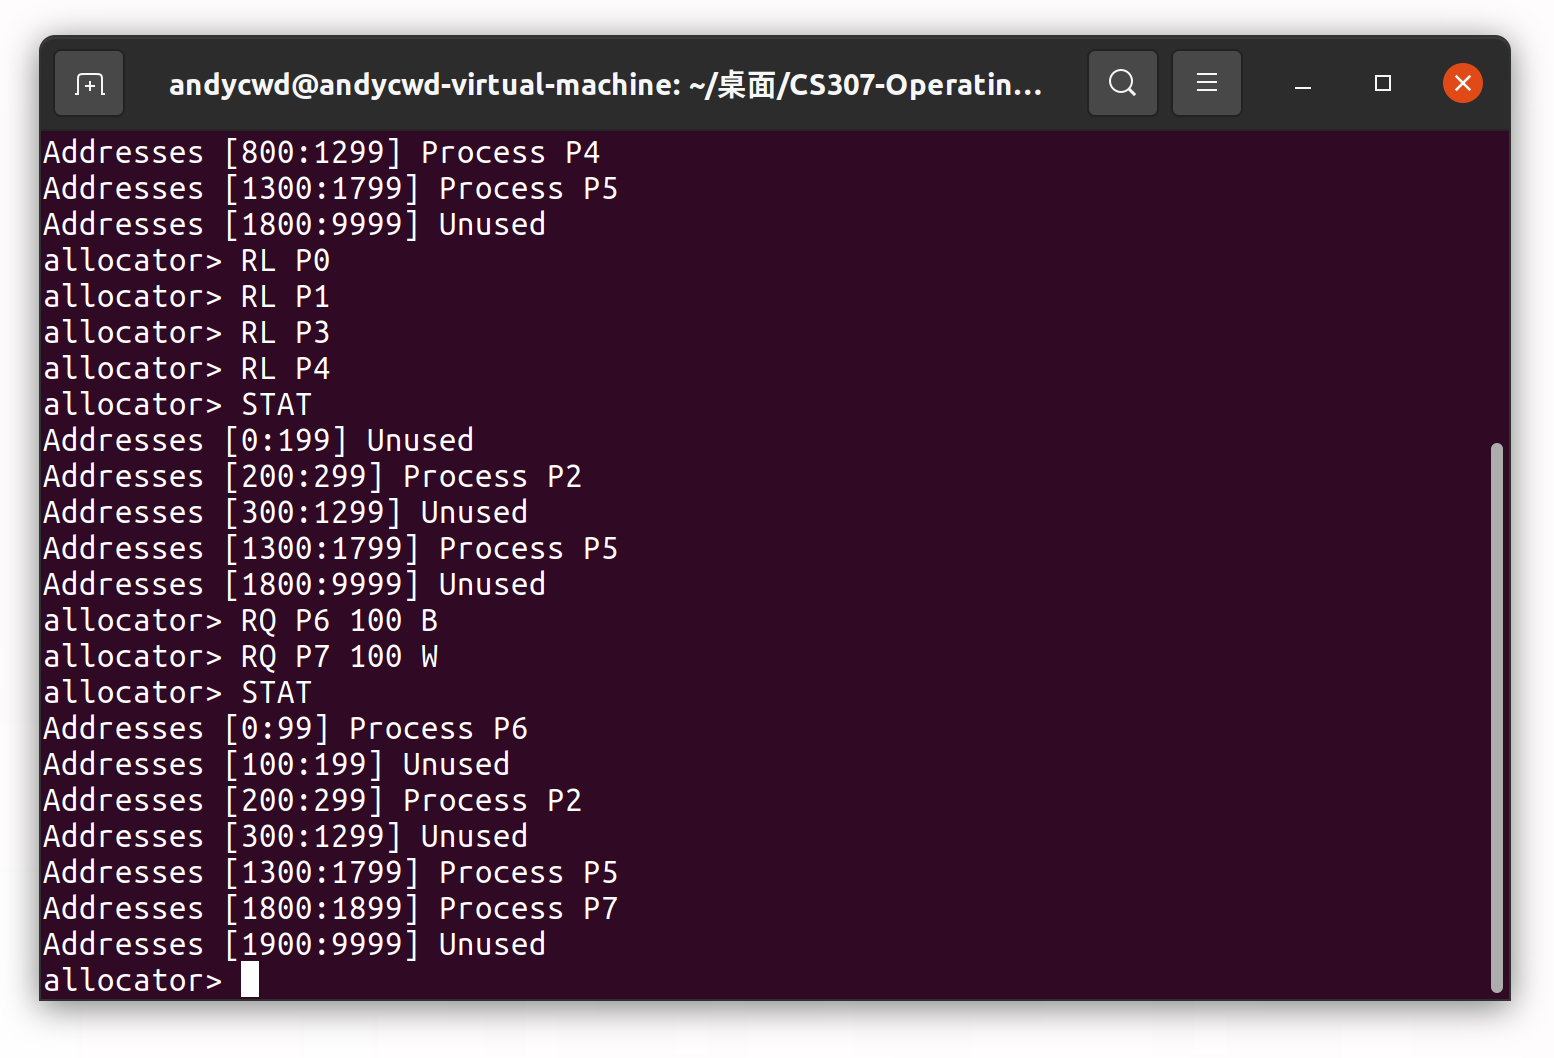 andycwd@andycwd-virtual-machine: ~/桌面/CS307-Operatin...
Addresses [800:1299] Process P4
Addresses [1300:1799] Process P5
Addresses [1800:9999] Unused
allocator> RL P0
allocator> RL P1
allocator> RL P3
allocator> RL P4
allocator> STAT
Addresses [0:199] Unused
Addresses [200:299] Process P2
Addresses [300:1299] Unused
Addresses [1300:1799] Process P5
Addresses [1800:9999] Unused
allocator> RQ P6 100 B
allocator> RQ P7 100 W
allocator> STAT
Addresses [0:99] Process P6
Addresses [100:199] Unused
Addresses [200:299] Process P2
Addresses [300:1299] Unused
Addresses [1300:1799] Process P5
Addresses [1800:1899] Process P7
Addresses [1900:9999] Unused
allocator>